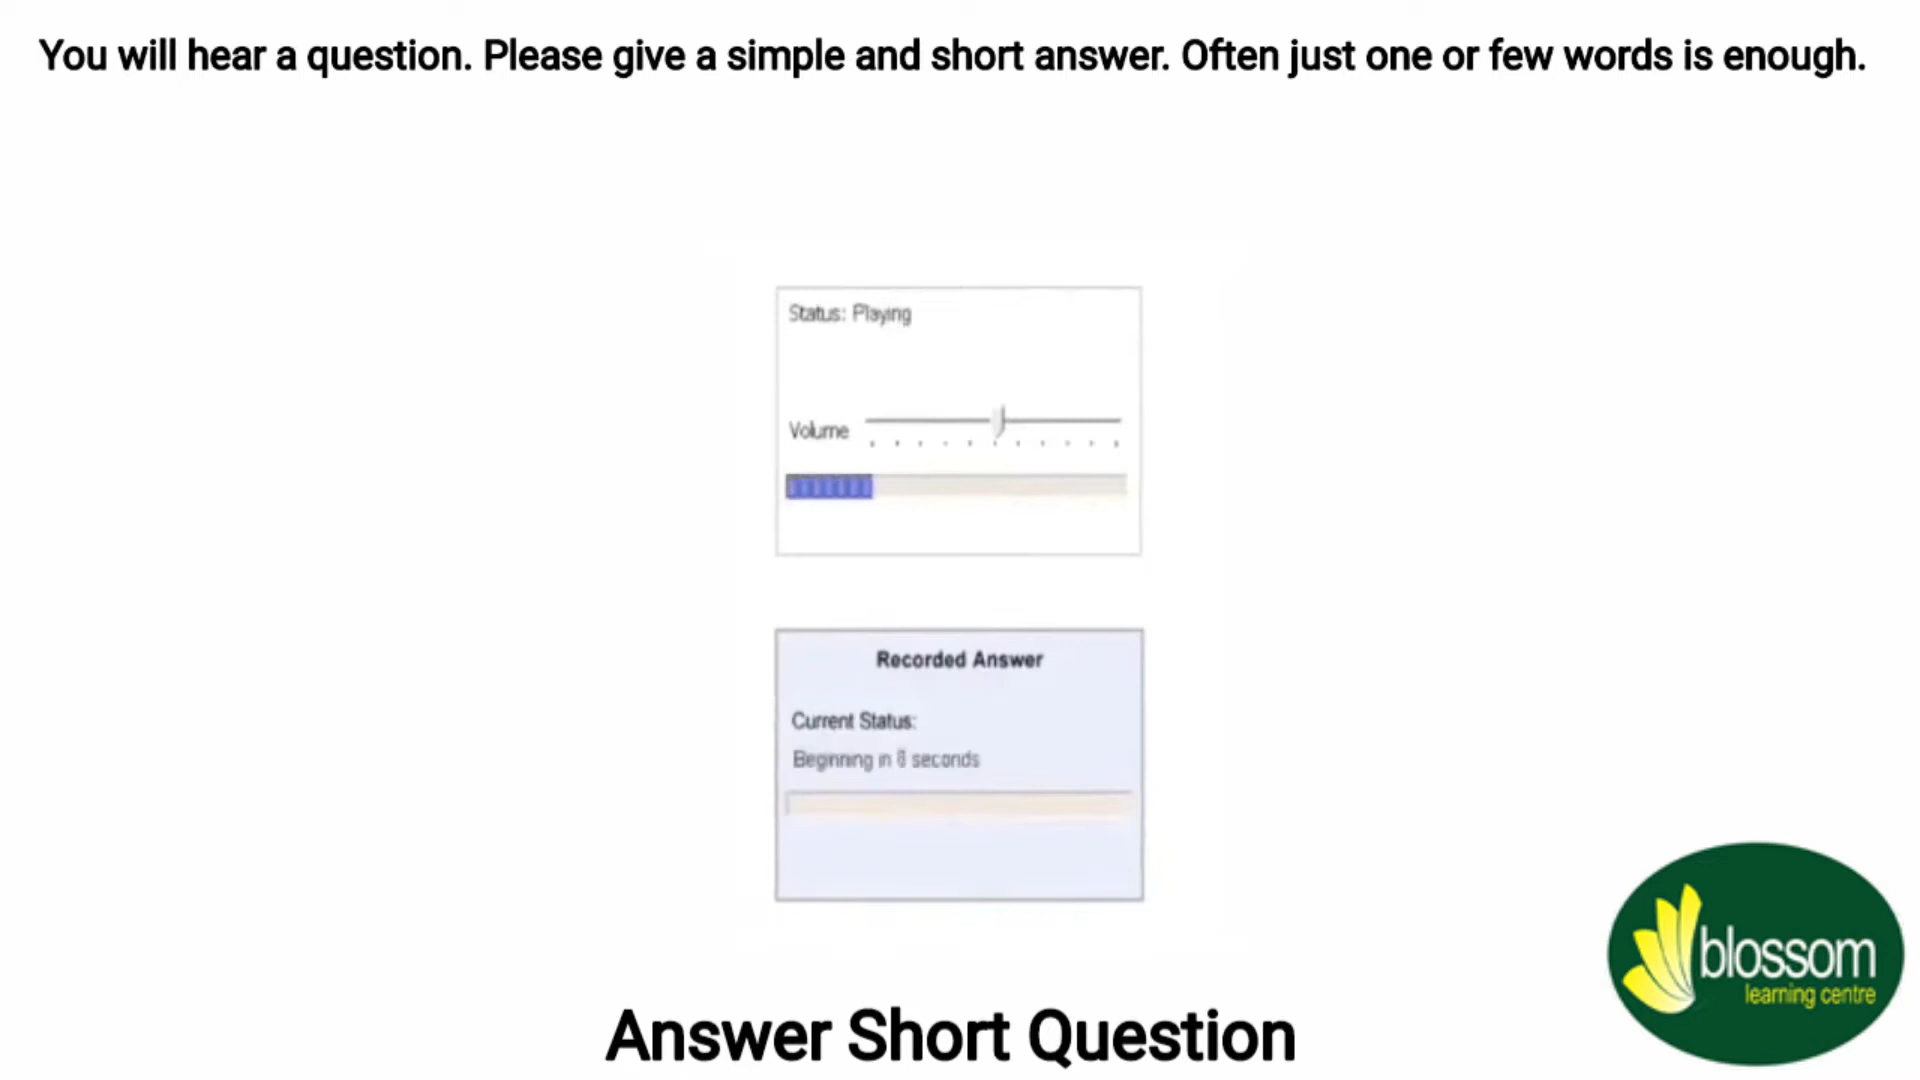 You will hear a question. Please give a simple and short answer. Often just one or few words is enough.
Status: Playing
Volume
Recorded Answer
Current Status:
Beginning in 8 seconds
blossom
learning centre
Answer Short Question